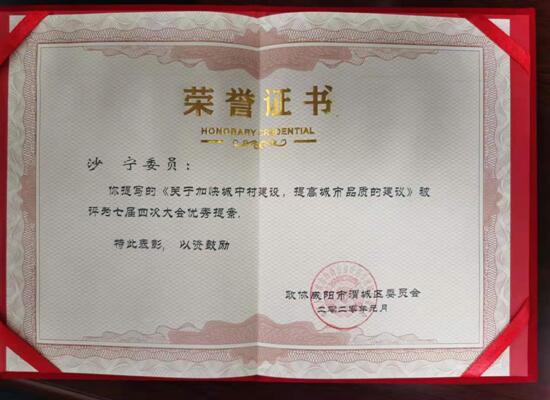 荣誉证书
HONORARY CREDENTIAL
沙 宁委员：
你提写的《关于加快城中村建设，提高城市品质的建议》被
评为七届四次大会优秀提案.
特此表彰，以资鼓励
政协咸阳市渭城区委员会
二零二零年元月